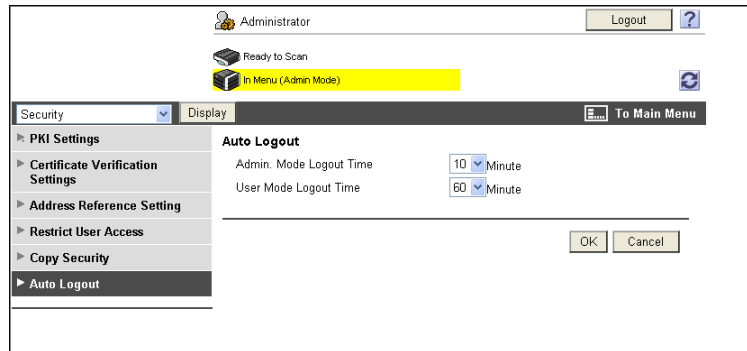 Administrator
Logout
?
Ready to Scan
In Menu (Admin Mode)
Security
Display
To Main Menu
PKI Settings
Certificate Verification
Settings
Address Reference Setting
Restrict User Access
Copy Security
Auto Logout
Auto Logout
Admin. Mode Logout Time 10 Minute
User Mode Logout Time 60 Minute
OK Cancel